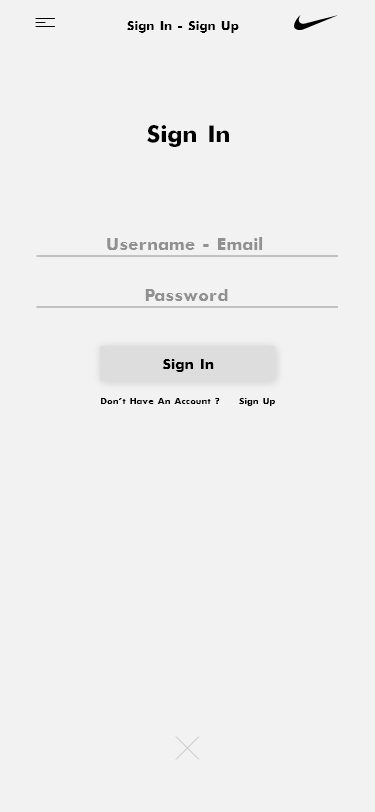 Sign In - Sign Up
Sign In
Username - Email
Password
Sign In
Don't Have An Account ? Sign Up